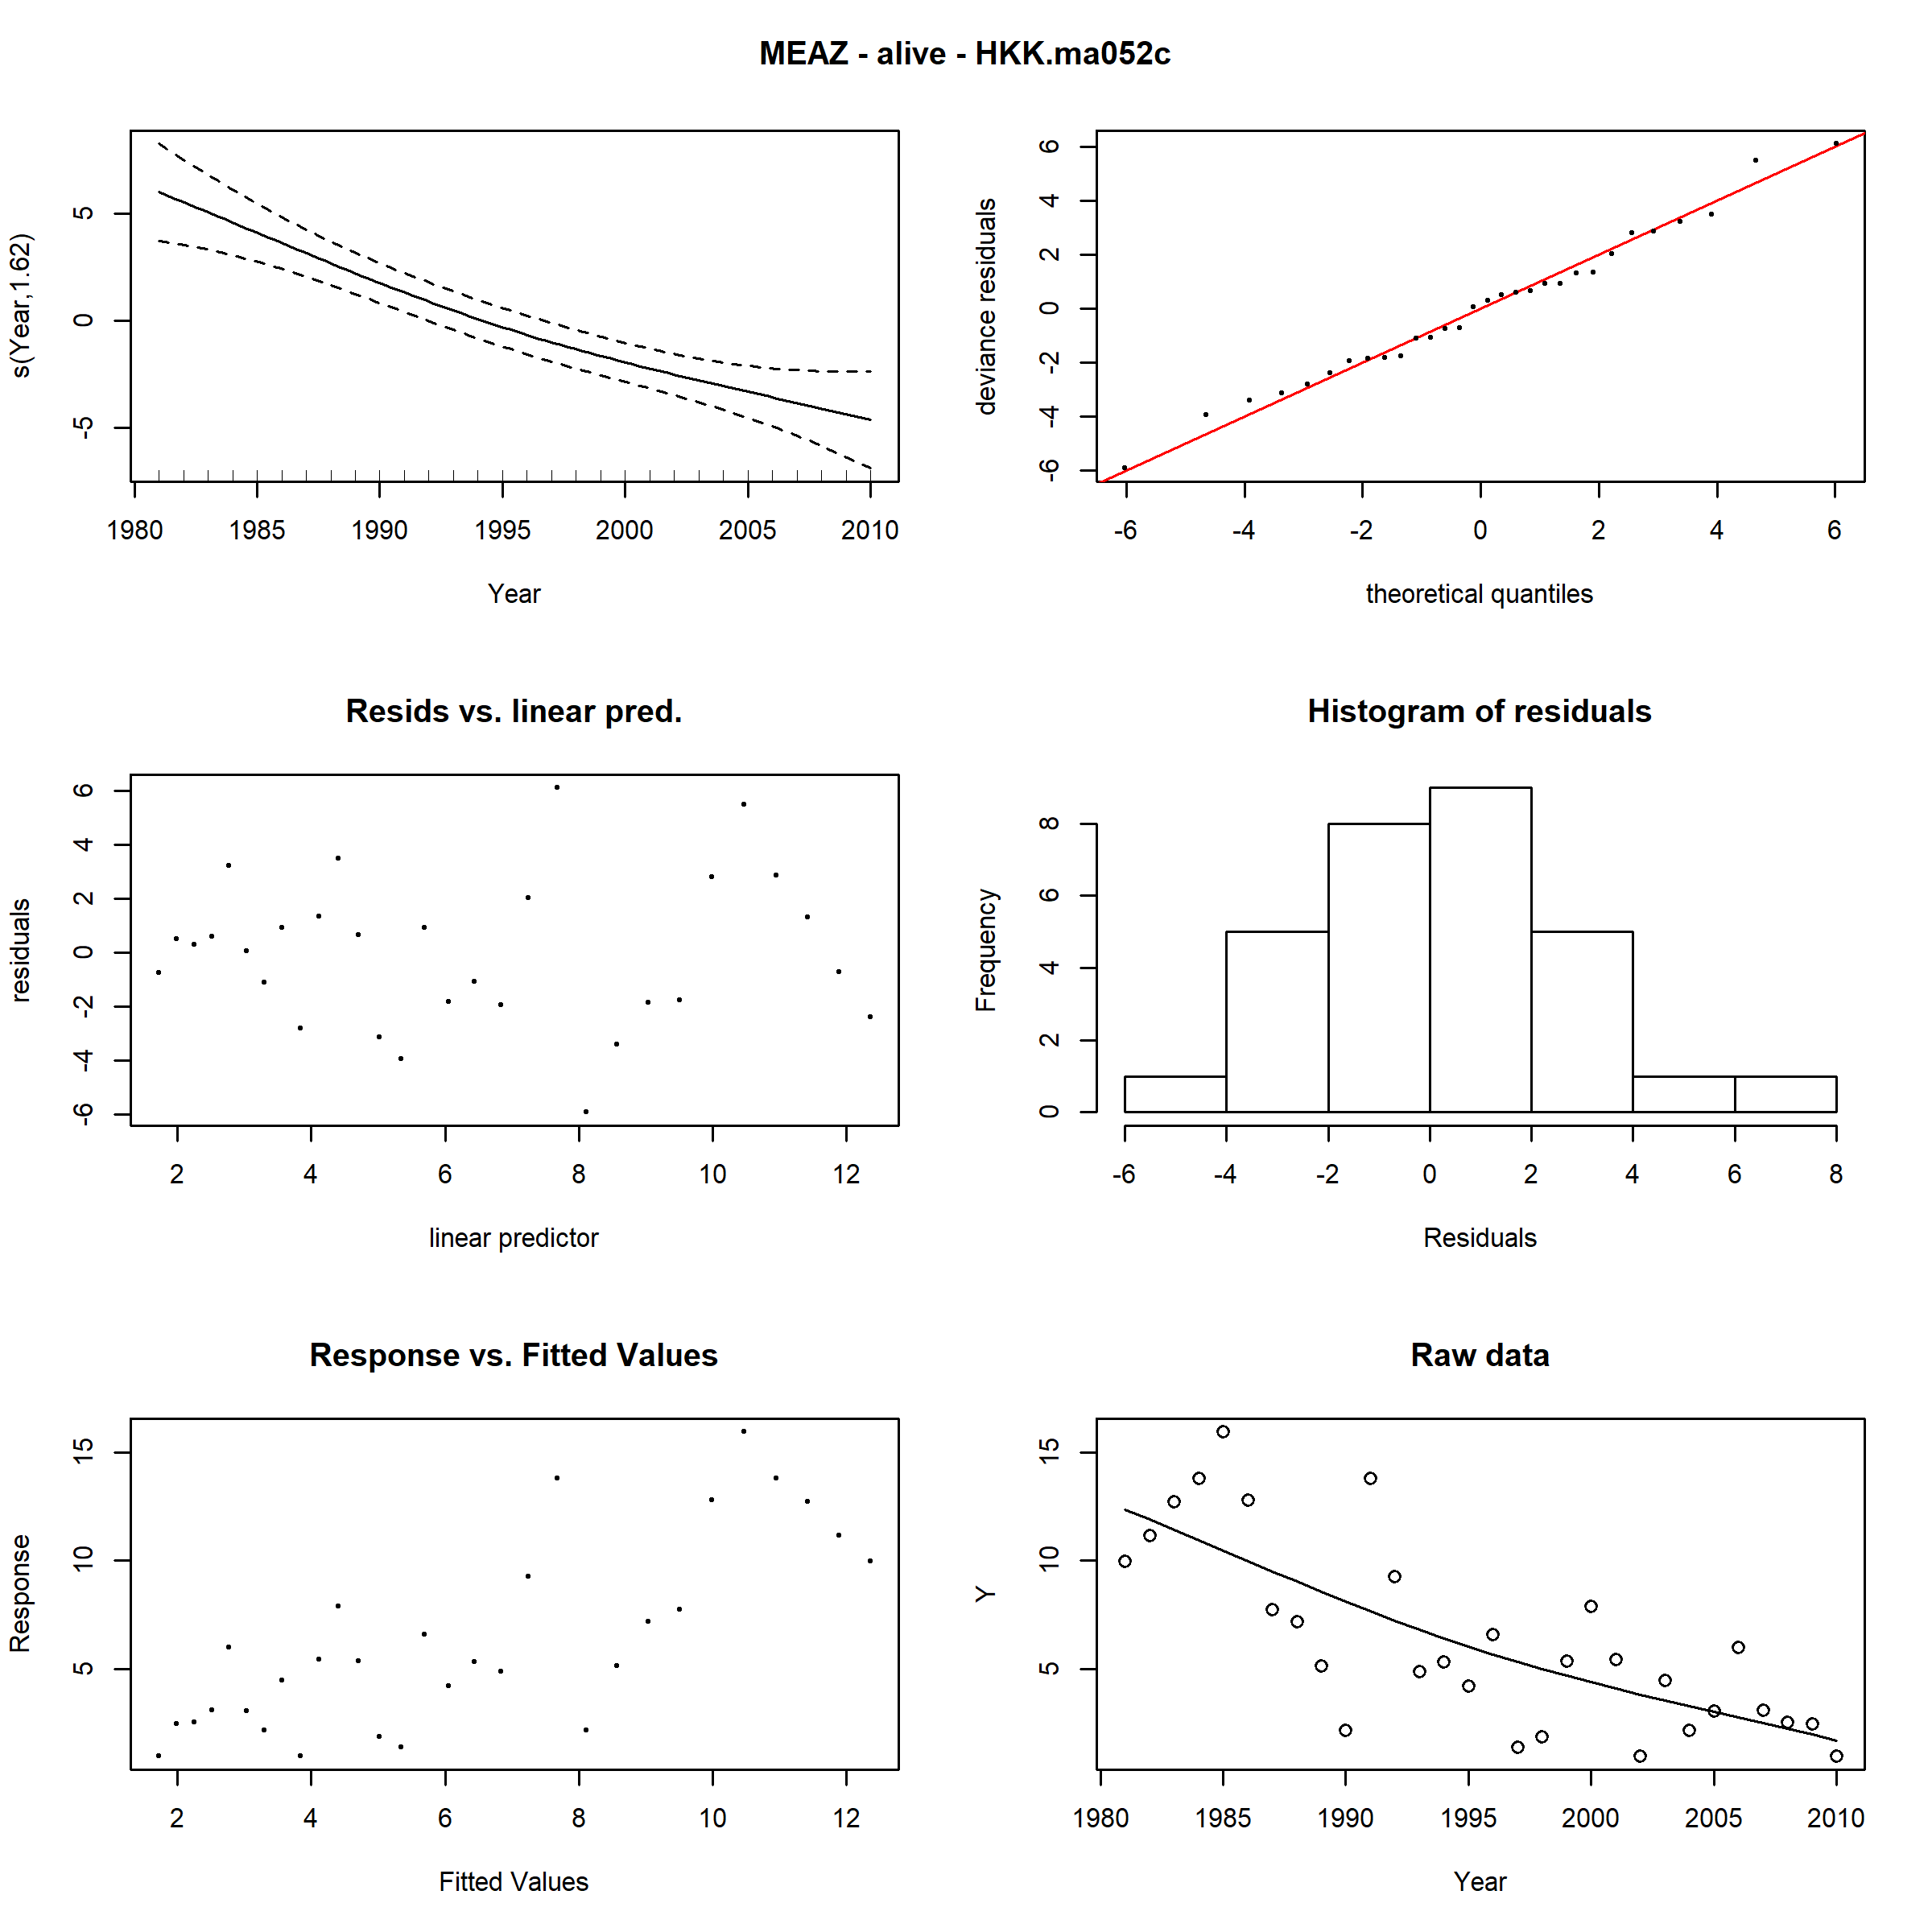 MEAZ - alive - HKK.ma052c
s(Year,1.62)
5
0
-5
1980 1985 1990 1995 2000 2005 2010
Year
deviance residuals
6
4
2
0
-2
-4
-6
-6 -4 -2 0 2 4 6
theoretical quantiles
Resids vs. linear pred.
residuals
6
4
2
0
-2
-4
-6
2 4 6 8 10 12
linear predictor
Histogram of residuals
Frequency
8
6
4
2
0
-6 -4 -2 0 2 4 6 8
Residuals
Response vs. Fitted Values
Response
15
10
5
2 4 6 8 10 12
Fitted Values
Raw data
Y
15
10
5
1980 1985 1990 1995 2000 2005 2010
Year